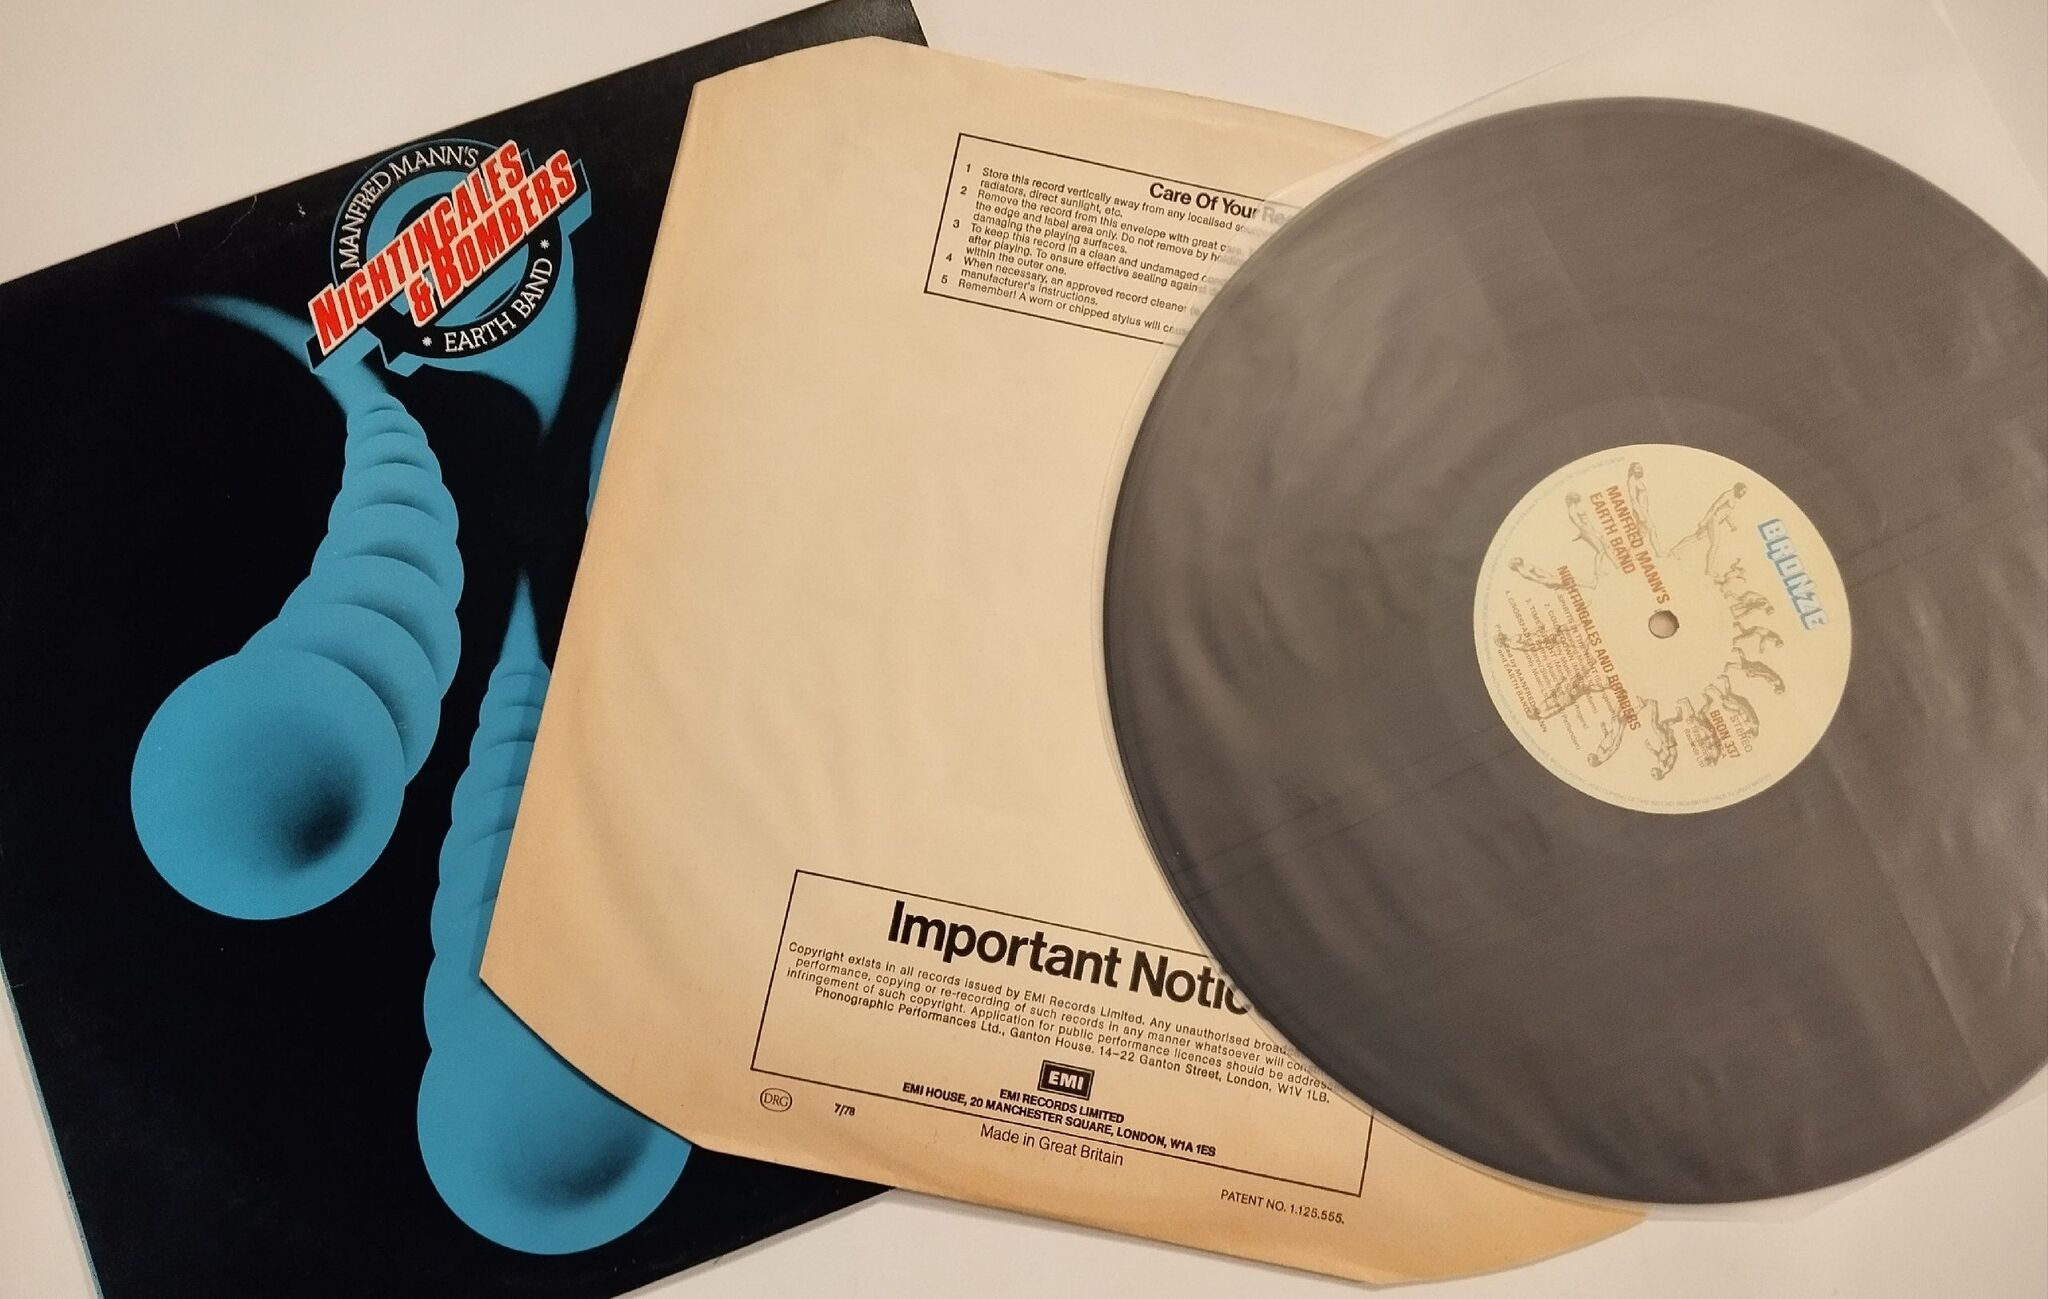 MANFRED MANN'S
NIGHTINGALES
& BOMBERS
* EARTH BAND *
Care Of Your
1 Store this record vertically away from any localised
radiators, direct sunlight, etc.
2 Remove the record from this envelope with great care.
the edge and label area only. Do not remove by holding
damaging the playing surfaces.
3 To keep this record in a clean and undamaged
after playing. To ensure effective sealing against
within the outer one.
4 When necessary, an approved record cleaner
manufacturer's instructions.
5 Remember! A worn or chipped stylus will
Important Notic
Copyright exists in all records issued by EMI Records Limited. Any unauthorised
performance, copying or re-recording of such records in any manner whatsoever will
infringement of such copyright. Application for public performance licences should be
Phonographic Performances Ltd., Ganton House. 14–22 Ganton Street, London, W1V 1LB.
EMI
EMI RECORDS LIMITED
EMI HOUSE, 20 MANCHESTER SQUARE, LONDON, W1A 1ES
DRG
7/78
Made in Great Britain
PATENT NO. 1.125.555.
BRONZE
MANFRED MANN'S
EARTH BAND
NIGHTINGALES AND BOMBERS
STEREO
BRON 337